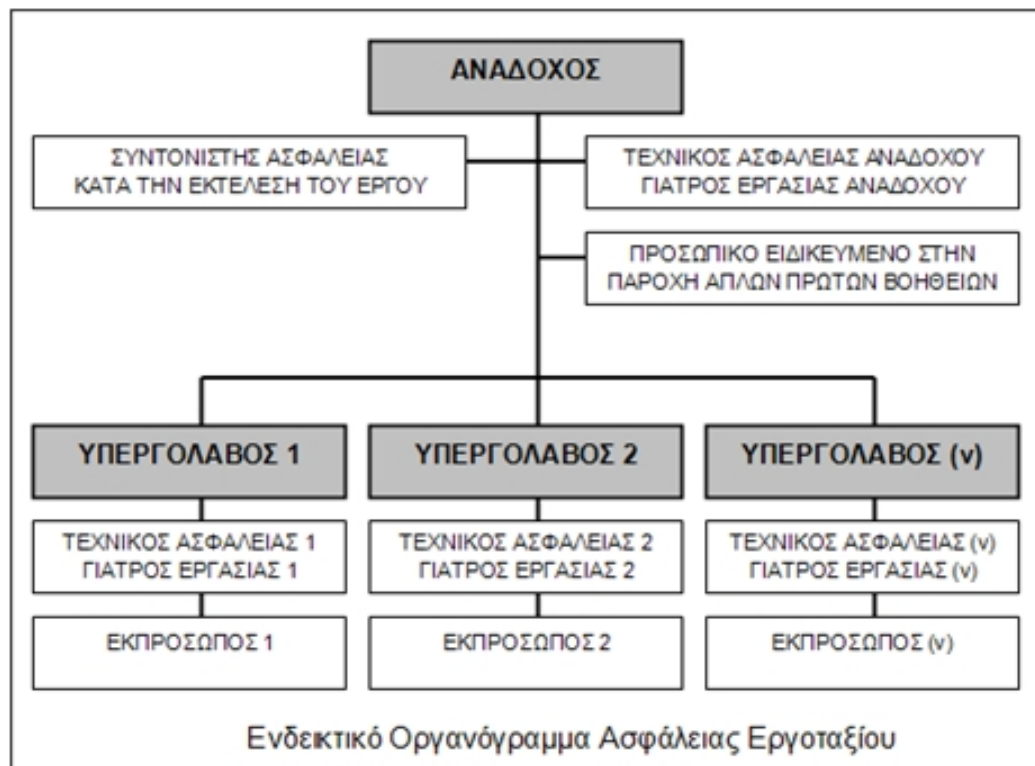 ΑΝΑΔΟΧΟΣ
ΣΥΝΤΟΝΙΣΤΗΣ ΑΣΦΑΛΕΙΑΣ
ΚΑΤΑ ΤΗΝ ΕΚΤΕΛΕΣΗ ΤΟΥ ΕΡΓΟΥ
ΤΕΧΝΙΚΟΣ ΑΣΦΑΛΕΙΑΣ ΑΝΑΔΟΧΟΥ
ΓΙΑΤΡΟΣ ΕΡΓΑΣΙΑΣ ΑΝΑΔΟΧΟΥ
ΠΡΟΣΩΠΙΚΟ ΕΙΔΙΚΕΥΜΕΝΟ ΣΤΗΝ
ΠΑΡΟΧΗ ΑΠΛΩΝ ΠΡΩΤΩΝ ΒΟΗΘΕΙΩΝ
ΥΠΕΡΓΟΛΑΒΟΣ 1
ΤΕΧΝΙΚΟΣ ΑΣΦΑΛΕΙΑΣ 1
ΓΙΑΤΡΟΣ ΕΡΓΑΣΙΑΣ 1
ΕΚΠΡΟΣΩΠΟΣ 1
ΥΠΕΡΓΟΛΑΒΟΣ 2
ΤΕΧΝΙΚΟΣ ΑΣΦΑΛΕΙΑΣ 2
ΓΙΑΤΡΟΣ ΕΡΓΑΣΙΑΣ 2
ΕΚΠΡΟΣΩΠΟΣ 2
ΥΠΕΡΓΟΛΑΒΟΣ (ν)
ΤΕΧΝΙΚΟΣ ΑΣΦΑΛΕΙΑΣ (ν)
ΓΙΑΤΡΟΣ ΕΡΓΑΣΙΑΣ (ν)
ΕΚΠΡΟΣΩΠΟΣ (ν)
Ενδεικτικό Οργανόγραμμα Ασφάλειας Εργοταξίου